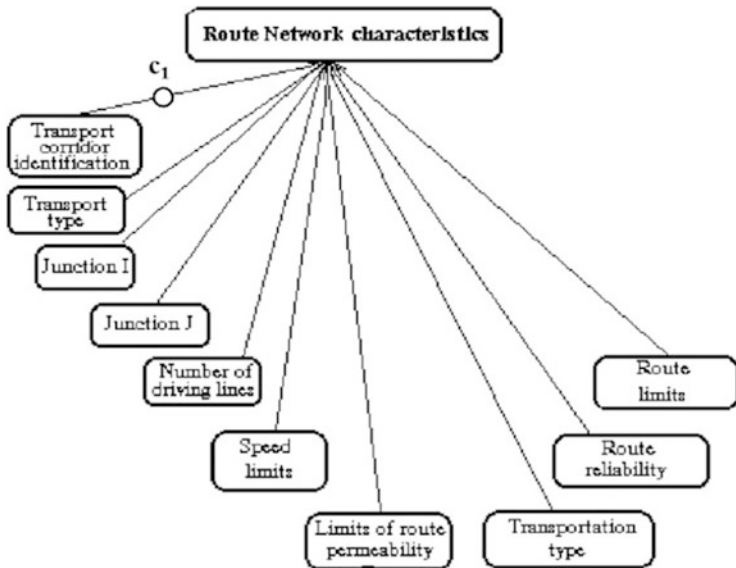 Route Network characteristics
c1
Transport
corridor
identification
Transport
type
Junction I
Junction J
Number of
driving lines
Speed
limits
Limits of route
permeability
Transportation
type
Route
reliability
Route
limits